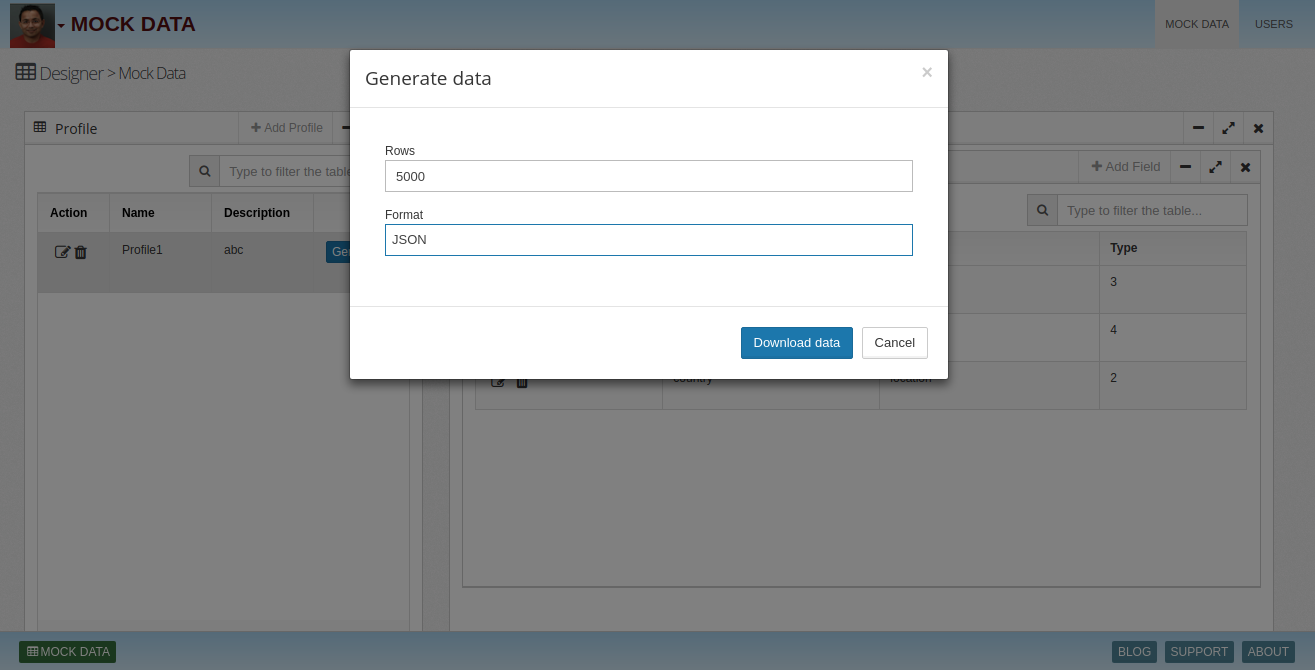 MOCK DATA
MOCK DATA
USERS
Designer > Mock Data
Generate data
×
Profile
Add Profile
Rows
5000
Add Field
Type to filter the table
Type to filter the table...
Format
JSON
Action Name Description
Type
Profile1 abc Ge
3
4
Download data
Cancel
country location 2
MOCK DATA
BLOG SUPPORT ABOUT